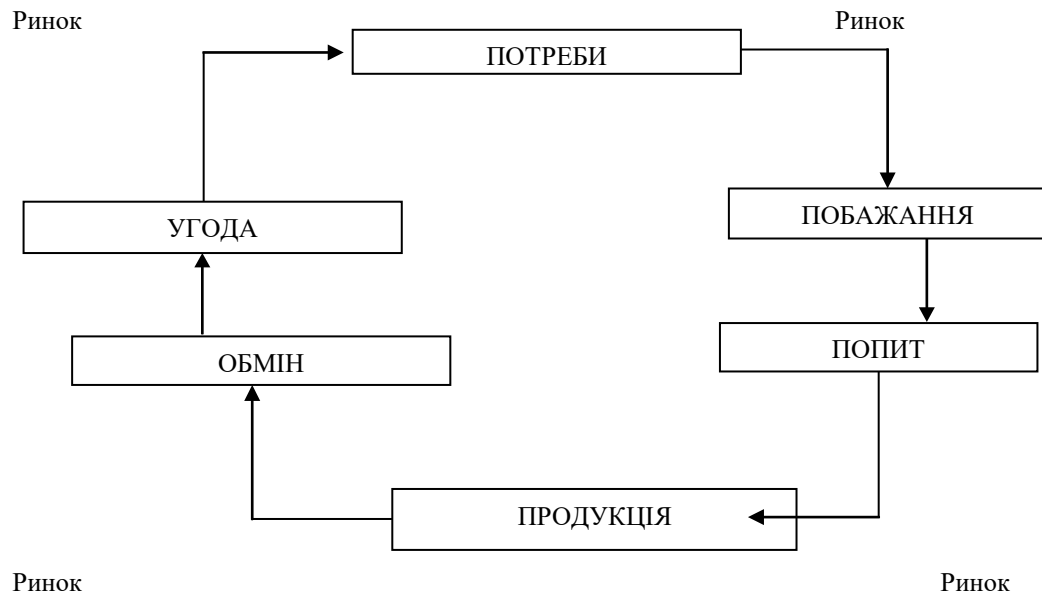 Ринок Ринок
ПОТРЕБИ
ПОБАЖАННЯ
УГОДА
ПОПИТ
ОБМІН
ПРОДУКЦІЯ
Ринок Ринок